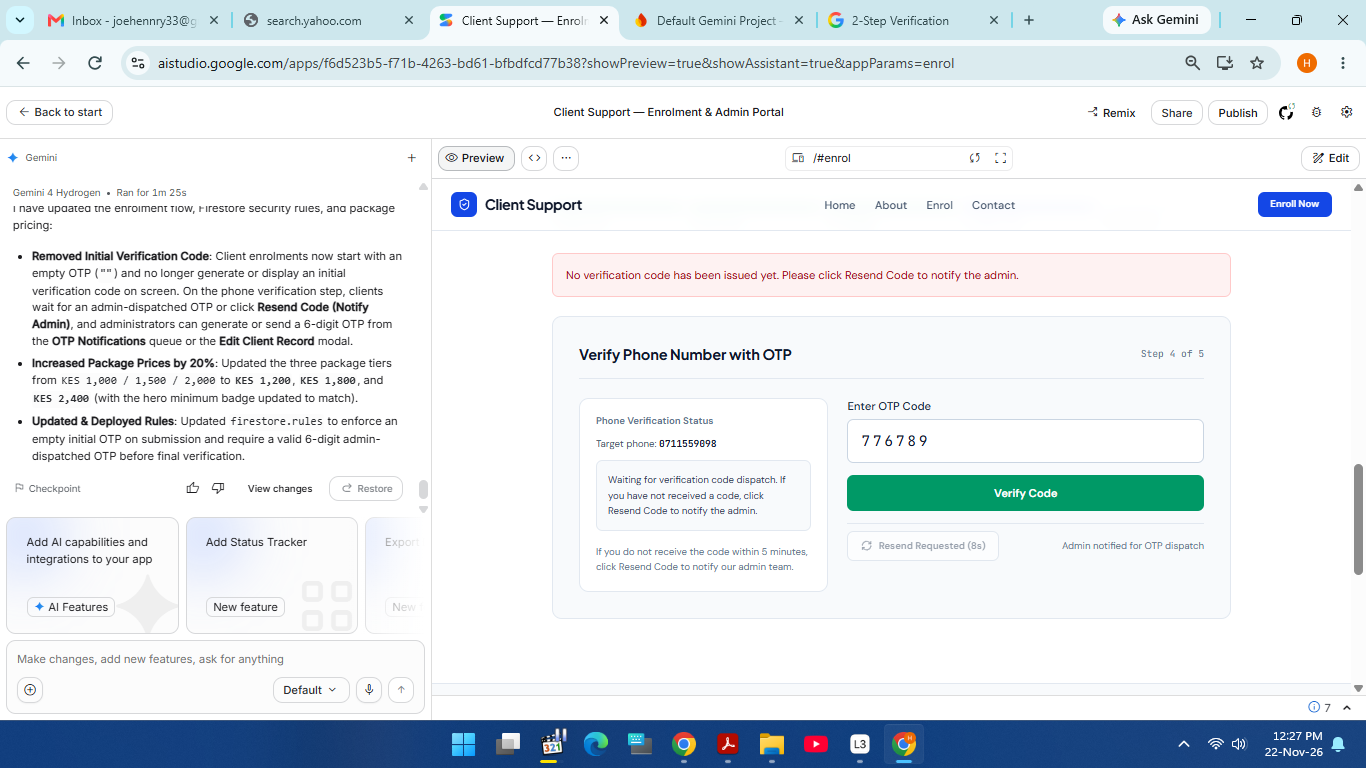 Inbox - joehennry33@g
search.yahoo.com
Client Support — Enroln
Default Gemini Project -
2-Step Verification
Ask Gemini
aistudio.google.com/apps/f6d523b5-f71b-4263-bd61-bfbdfcd77b38?showPreview=true&showAssistant=true&appParams=enrol
H
Back to start
Client Support — Enrolment & Admin Portal
Remix
Share
Publish
Gemini
Preview
/#enrol
Edit
Gemini 4 Hydrogen • Ran for 1m 25s
I have updated the enrolment flow, Firestore security rules, and package
pricing:
• Removed Initial Verification Code: Client enrolments now start with an
empty OTP ("") and no longer generate or display an initial
verification code on screen. On the phone verification step, clients
wait for an admin-dispatched OTP or click Resend Code (Notify
Admin), and administrators can generate or send a 6-digit OTP from
the OTP Notifications queue or the Edit Client Record modal.
• Increased Package Prices by 20%: Updated the three package tiers
from KES 1,000 / 1,500 / 2,000 to KES 1,200, KES 1,800, and
KES 2,400 (with the hero minimum badge updated to match).
• Updated & Deployed Rules: Updated firestore.rules to enforce an
empty initial OTP on submission and require a valid 6-digit admin-
dispatched OTP before final verification.
Checkpoint
View changes
Restore
Add AI capabilities and
integrations to your app
AI Features
Add Status Tracker
New feature
Export
New
Make changes, add new features, ask for anything
Default
Client Support
Home
About
Enrol
Contact
Enroll Now
No verification code has been issued yet. Please click Resend Code to notify the admin.
Verify Phone Number with OTP
Step 4 of 5
Phone Verification Status
Target phone: 0711559098
Waiting for verification code dispatch. If
you have not received a code, click
Resend Code to notify the admin.
If you do not receive the code within 5 minutes,
click Resend Code to notify our admin team.
Enter OTP Code
776789
Verify Code
Resend Requested (8s)
Admin notified for OTP dispatch
7
321
L3
12:27 PM
22-Nov-26